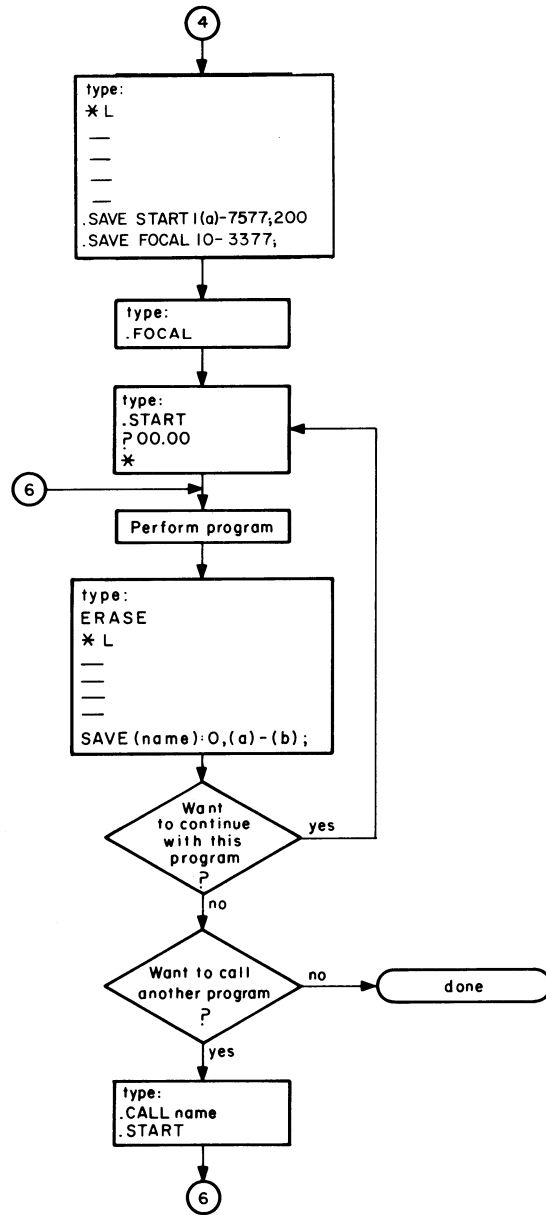 4
type:
*L
.SAVE START 1(a)-7577;200
.SAVE FOCAL 10-3377;
type:
.FOCAL
type:
.START
?00.00
*
6
Perform program
type:
ERASE
*L
SAVE (name):0,(a)-(b);
Want
to continue
with this
program
?
yes
no
Want to call
another program
?
no
done
yes
type:
.CALL name
.START
6